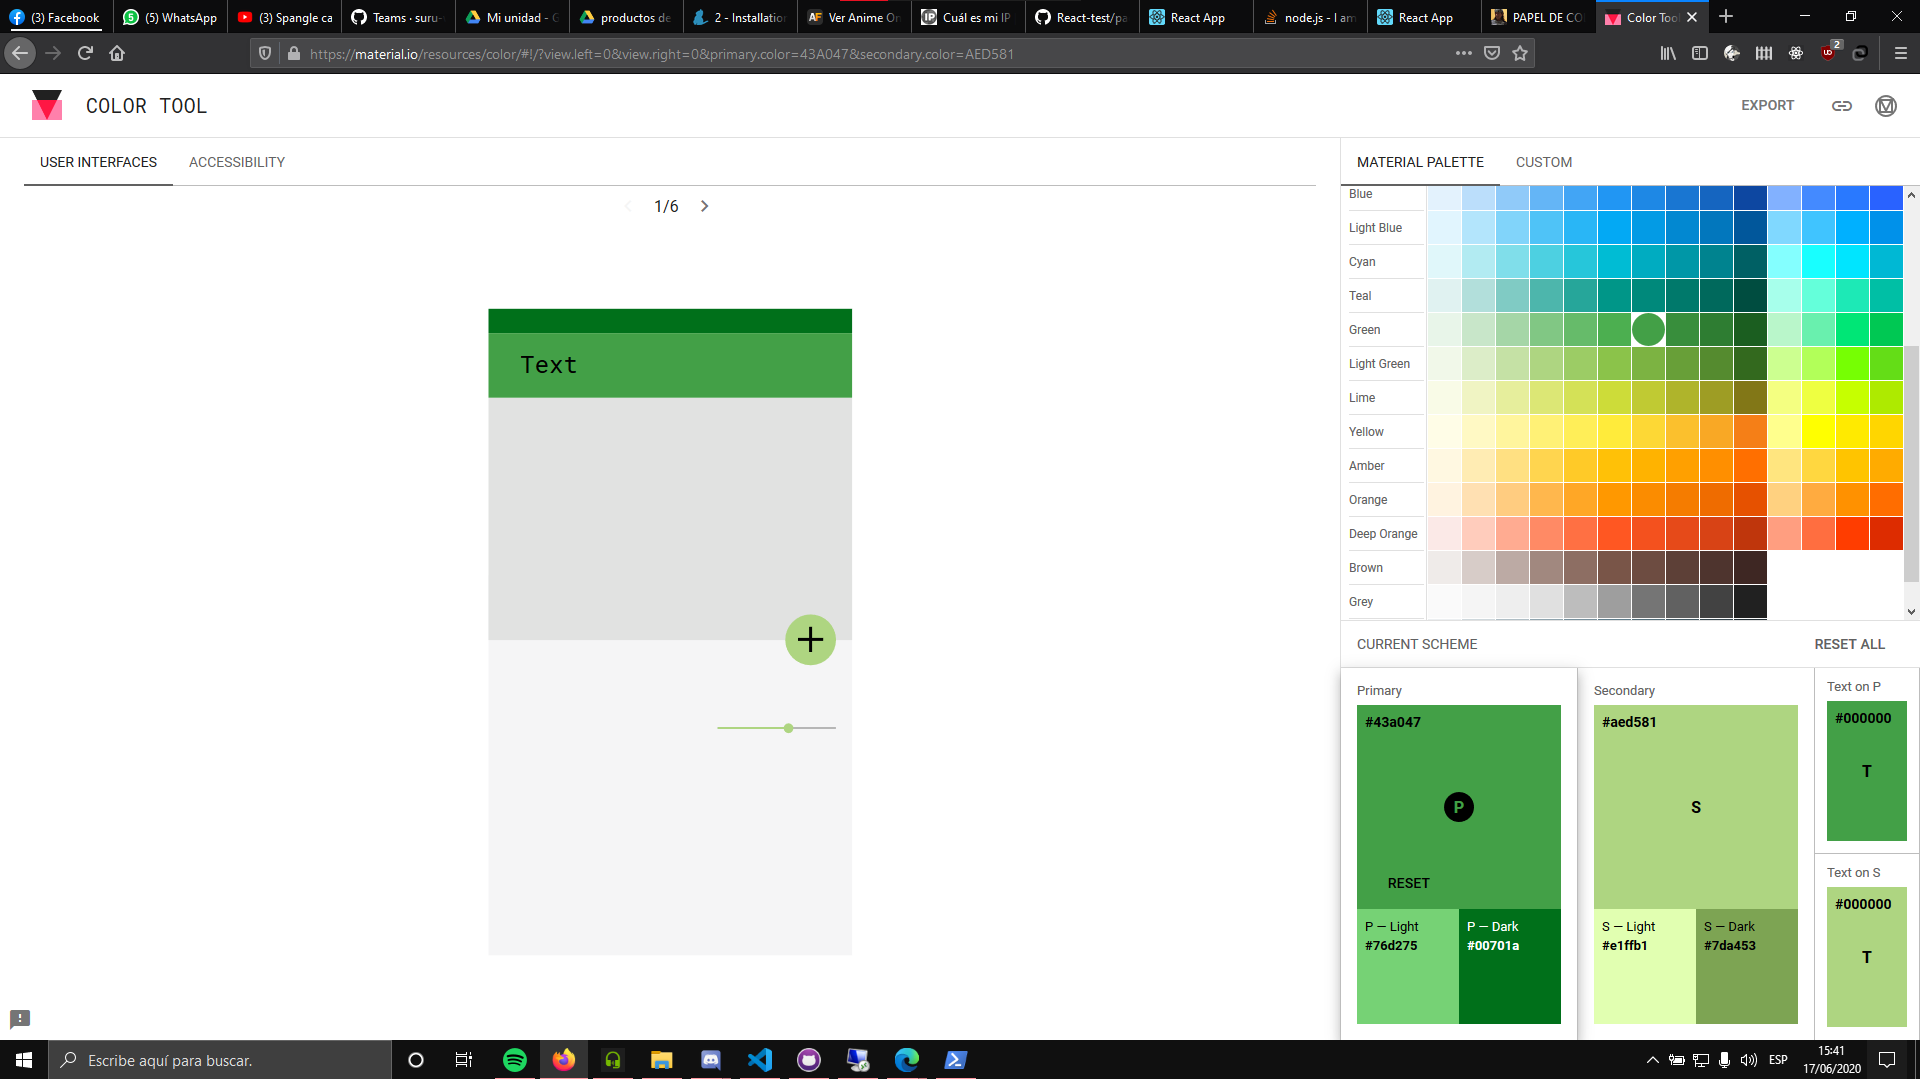 (3) Facebook
(5) WhatsApp
(3) Spangle ca
Teams · suru-
Mi unidad - G
productos de
2 - Installation
Ver Anime On
Cuál es mi IP
React-test/pa
React App
node.js - I am
React App
PAPEL DE CO
Color Tool
https://material.io/resources/color/#!/?view.left=0&view.right=0&primary.color=43A047&secondary.color=AED581
2
COLOR TOOL
EXPORT
USER INTERFACES
ACCESSIBILITY
MATERIAL PALETTE
CUSTOM
1/6
Text
Blue
Light Blue
Cyan
Teal
Green
Light Green
Lime
Yellow
Amber
Orange
Deep Orange
Brown
Grey
CURRENT SCHEME
RESET ALL
Primary
#43a047
P
RESET
P — Light
#76d275
P — Dark
#00701a
Secondary
#aed581
S
S — Light
#e1ffb1
S — Dark
#7da453
Text on P
#000000
T
Text on S
#000000
T
Escribe aquí para buscar.
ESP
15:41
17/06/2020